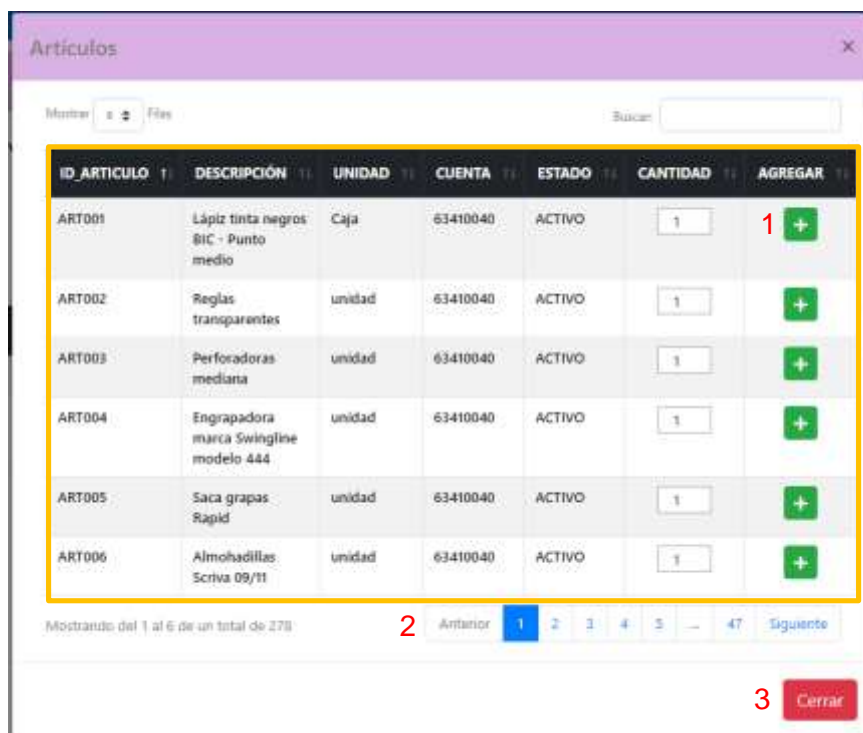 Artículos ×
Mostrar 6 Filas Buscar:
ID_ARTICULO DESCRIPCIÓN UNIDAD CUENTA ESTADO CANTIDAD AGREGAR
ART001 Lápiz tinta negros Caja 63410040 ACTIVO 1 1 +
BIC - Punto
medio
ART002 Reglas unidad 63410040 ACTIVO 1 +
transparentes
ART003 Perforadoras unidad 63410040 ACTIVO 1 +
mediana
ART004 Engrapadora unidad 63410040 ACTIVO 1 +
marca Swingline
modelo 444
ART005 Saca grapas unidad 63410040 ACTIVO 1 +
Rapid
ART006 Almohadillas unidad 63410040 ACTIVO 1 +
Scriva 09/11
Mostrando del 1 al 6 de un total de 278 2 Anterior 1 2 3 4 5 ... 47 Siguiente
3 Cerrar